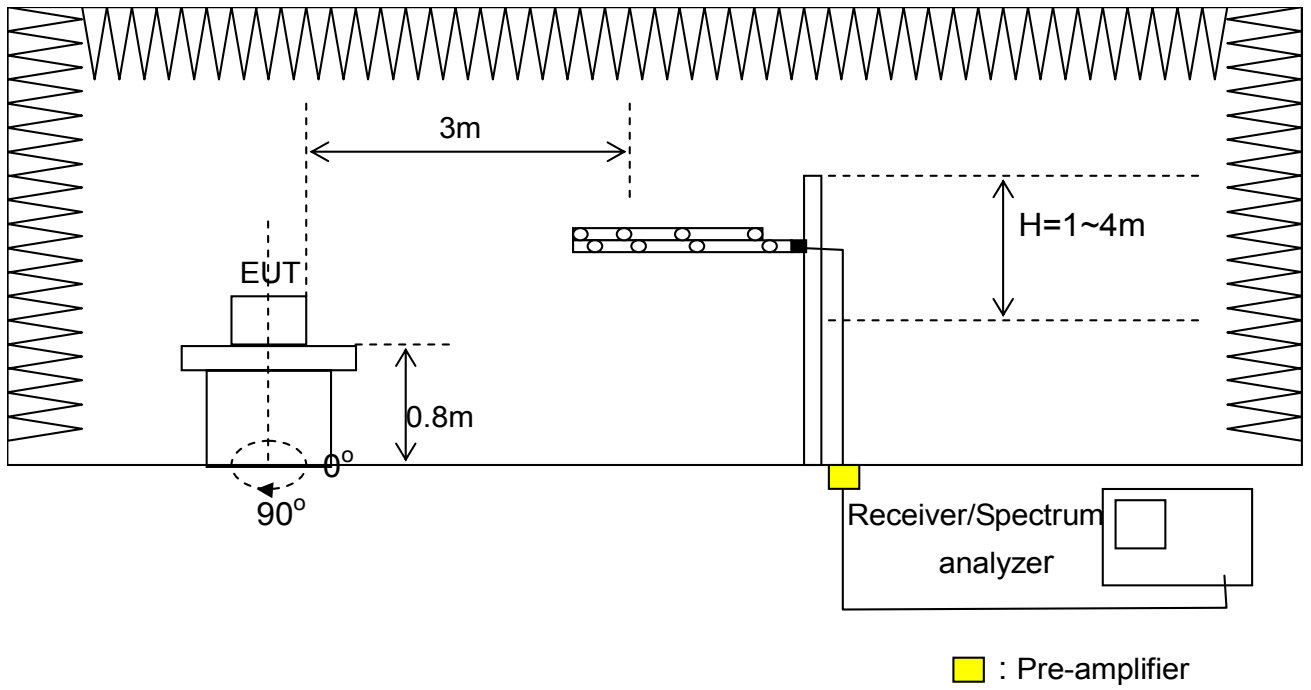 3m
H=1~4m
EUT
0.8m
0°
90°
Receiver/Spectrum
analyzer
: Pre-amplifier